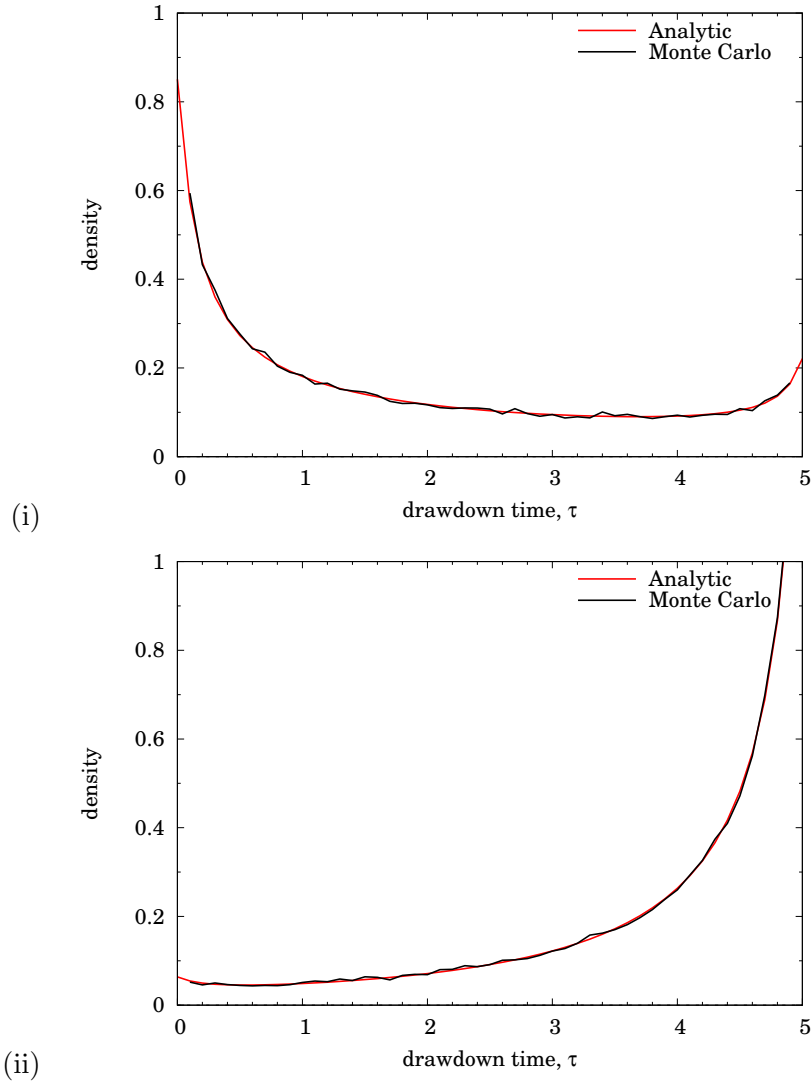 1
Analytic
Monte Carlo
0.8
0.6
density
0.4
0.2
0
0 1 2 3 4 5
drawdown time, τ
(i)
1
Analytic
Monte Carlo
0.8
0.6
density
0.4
0.2
0
0 1 2 3 4 5
drawdown time, τ
(ii)